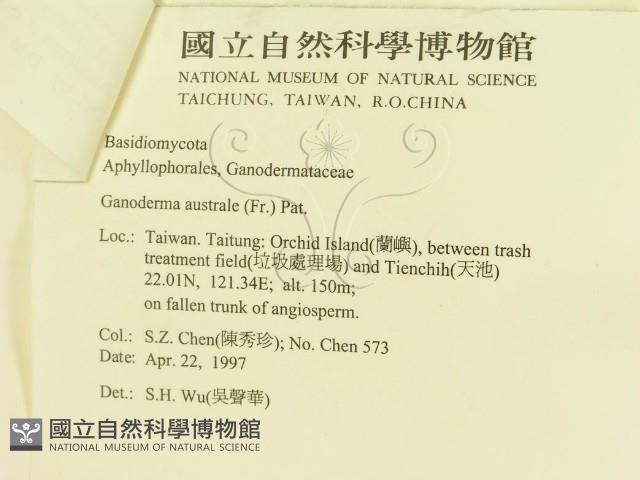 國立自然科學博物館
NATIONAL MUSEUM OF NATURAL SCIENCE
TAICHUNG, TAIWAN, R.O.CHINA
Basidiomycota
Aphyllophorales, Ganodermataceae
Ganoderma australe (Fr.) Pat.
Loc.: Taiwan. Taitung: Orchid Island(蘭嶼), between trash
treatment field(垃圾處理場) and Tienchih(天池)
22.01N, 121.34E; alt. 150m;
on fallen trunk of angiosperm.
Col.: S.Z. Chen(陳秀珍); No. Chen 573
Date: Apr. 22, 1997
Det.: S.H. Wu(吳聲華)
國立自然科學博物館
NATIONAL MUSEUM OF NATURAL SCIENCE